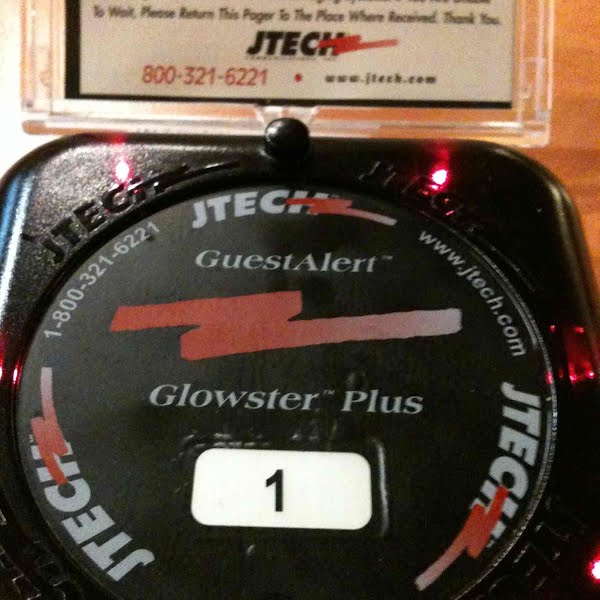 To Wait, Please Return This Pager To The Place Where Received. Thank You.
JTECH
800-321-6221 • www.jtech.com
JTECH
JTECH
JTECH
GuestAlert™
1-800-321-6221
www.jtech.com
Glowster™ Plus
JTECH
JTECH
1